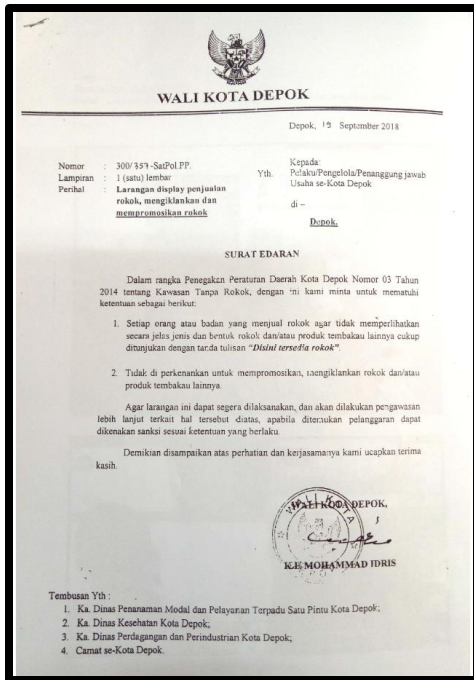 WALI KOTA DEPOK
Depok, 19 September 2018
Nomor : 300/357-SatPol.PP.
Lampiran : 1 (satu) lembar
Perihal : Larangan display penjualan
rokok, mengiklankan dan
mempromosikan rokok
Kepada:
Yth. Pelaku/Pengelola/Penanggung jawab
Usaha se-Kota Depok
di –
Depok.
SURAT EDARAN
Dalam rangka Penegakan Peraturan Daerah Kota Depok Nomor 03 Tahun
2014 tentang Kawasan Tanpa Rokok, dengan ini kami minta untuk mematuhi
ketentuan sebagai berikut:
1. Setiap orang atau badan yang menjual rokok agar tidak memperlihatkan
secara jelas jenis dan bentuk rokok dan/atau produk tembakau lainnya cukup
ditunjukan dengan tanda tulisan "Disini tersedia rokok".
2. Tidak di perkenankan untuk mempromosikan, mengiklankan rokok dan/atau
produk tembakau lainnya.
Agar larangan ini dapat segera dilaksanakan, dan akan dilakukan pengawasan
lebih lanjut terkait hal tersebut diatas, apabila ditemukan pelanggaran dapat
dikenakan sanksi sesuai ketentuan yang berlaku.
Demikian disampaikan atas perhatian dan kerjasamanya kami ucapkan terima
kasih.
WALI KOTA DEPOK,
WALI KOTA
K.H MOHAMMAD IDRIS
Tembusan Yth :
1. Ka. Dinas Penanaman Modal dan Pelayanan Terpadu Satu Pintu Kota Depok;
2. Ka. Dinas Kesehatan Kota Depok;
3. Ka. Dinas Perdagangan dan Perindustrian Kota Depok;
4. Camat se-Kota Depok.